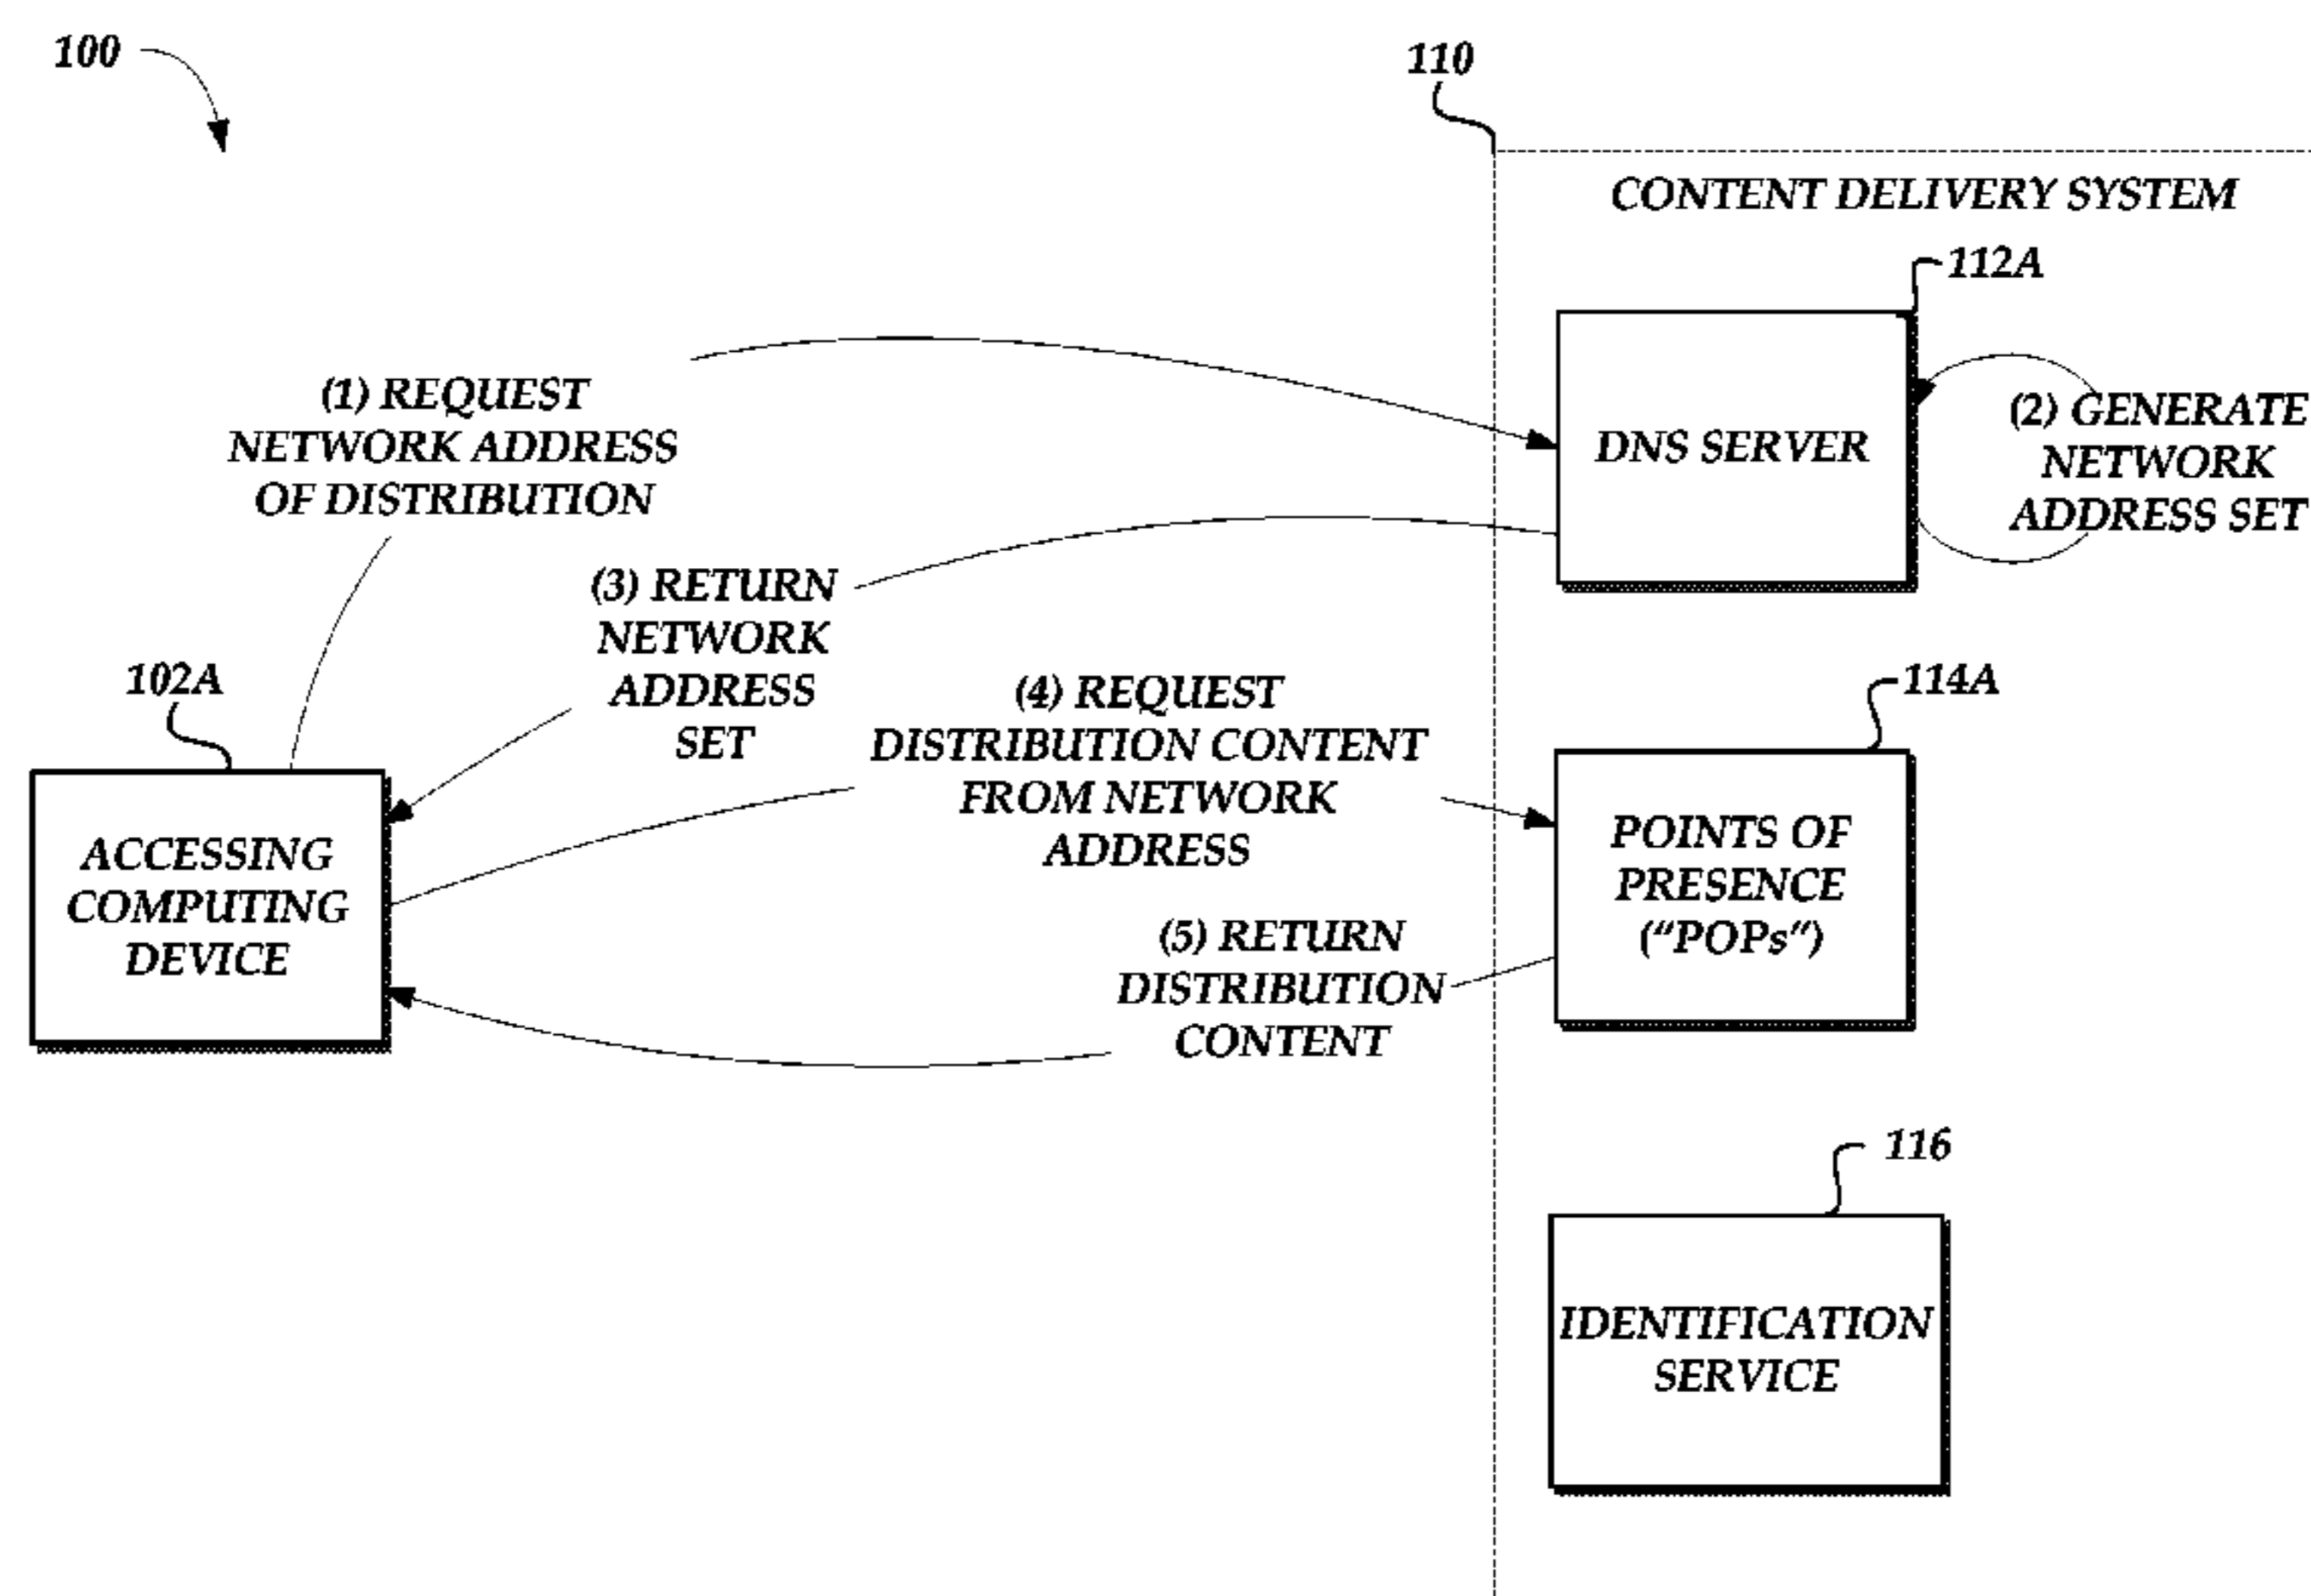 100
110
CONTENT DELIVERY SYSTEM
112A
(1) REQUEST
NETWORK ADDRESS
OF DISTRIBUTION
DNS SERVER
(2) GENERATE
NETWORK
ADDRESS SET
(3) RETURN
NETWORK
ADDRESS
SET
102A
(4) REQUEST
DISTRIBUTION CONTENT
FROM NETWORK
ADDRESS
114A
ACCESSING
COMPUTING
DEVICE
POINTS OF
PRESENCE
("POPs")
(5) RETURN
DISTRIBUTION
CONTENT
116
IDENTIFICATION
SERVICE